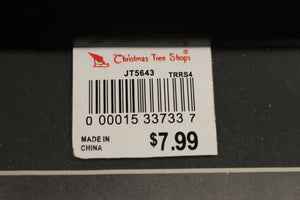 Christmas Tree Shops®
JT5643 TRRS4
0 00015 33733 7
MADE IN
CHINA
$7.99